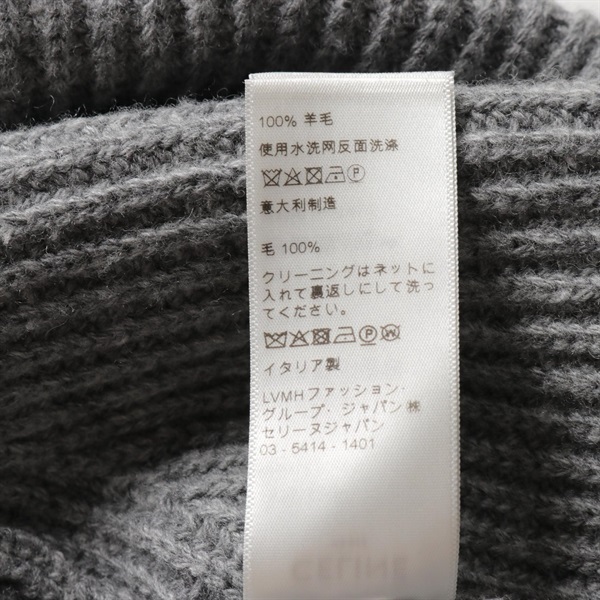 100% 羊毛
使用水洗网反面洗涤
意大利制造
毛 100%
クリーニングはネットに
入れて裏返しにして洗っ
てください。
イタリア製
LVMHファッション・
グループ・ジャパン㈱
セリーヌジャパン
03 - 5414 - 1401
CELINE